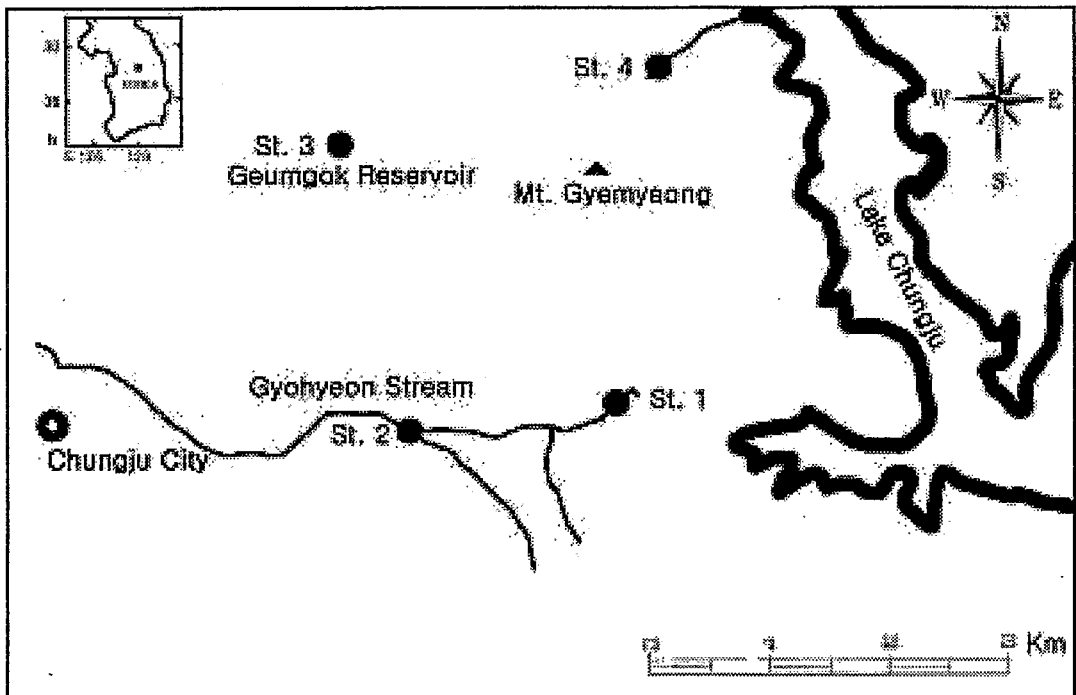 N
St. 4
W
E
St. 3
S
Geumgok Reservoir
Mt. Gyemyeong
Lake Chungju
Gyohyeon Stream
St. 1
St. 2
Chungju City
Km